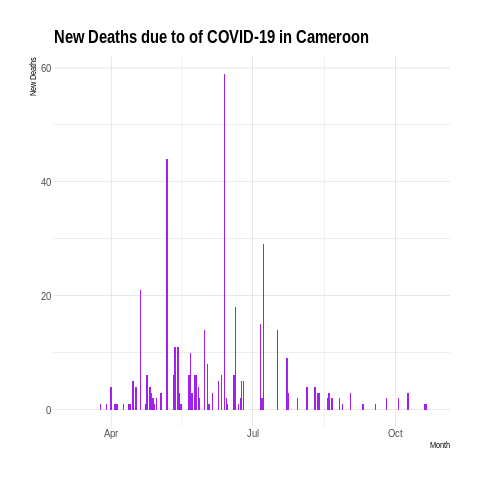 New Deaths due to of COVID-19 in Cameroon
New Deaths
60
40
20
0
Apr
Jul
Oct
Month